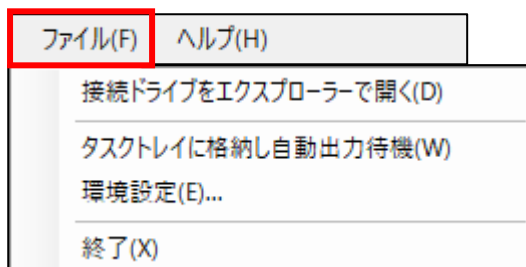 ファイル(F) ヘルプ(H)
接続ドライブをエクスプローラーで開く(D)
タスクトレイに格納し自動出力待機(W)
環境設定(E)...
終了(X)